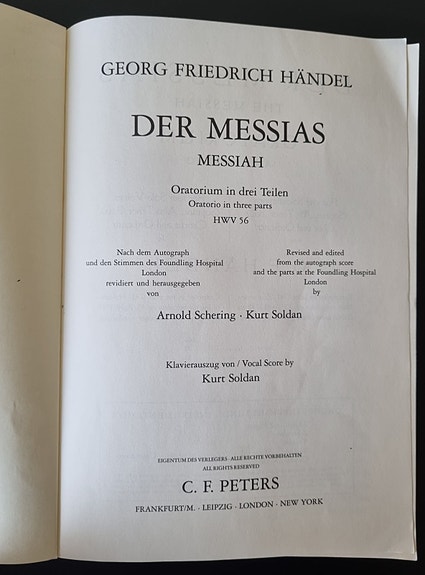 GEORG FRIEDRICH HÄNDEL
DER MESSIAS
MESSIAH
Oratorium in drei Teilen
Oratorio in three parts
HWV 56
Nach dem Autograph
und den Stimmen des Foundling Hospital
London
revidiert und herausgegeben
von
Revised and edited
from the autograph score
and the parts at the Foundling Hospital
London
by
Arnold Schering · Kurt Soldan
Klavierauszug von / Vocal Score by
Kurt Soldan
EIGENTUM DES VERLEGERS · ALLE RECHTE VORBEHALTEN
ALL RIGHTS RESERVED
C. F. PETERS
FRANKFURT/M. · LEIPZIG · LONDON · NEW YORK